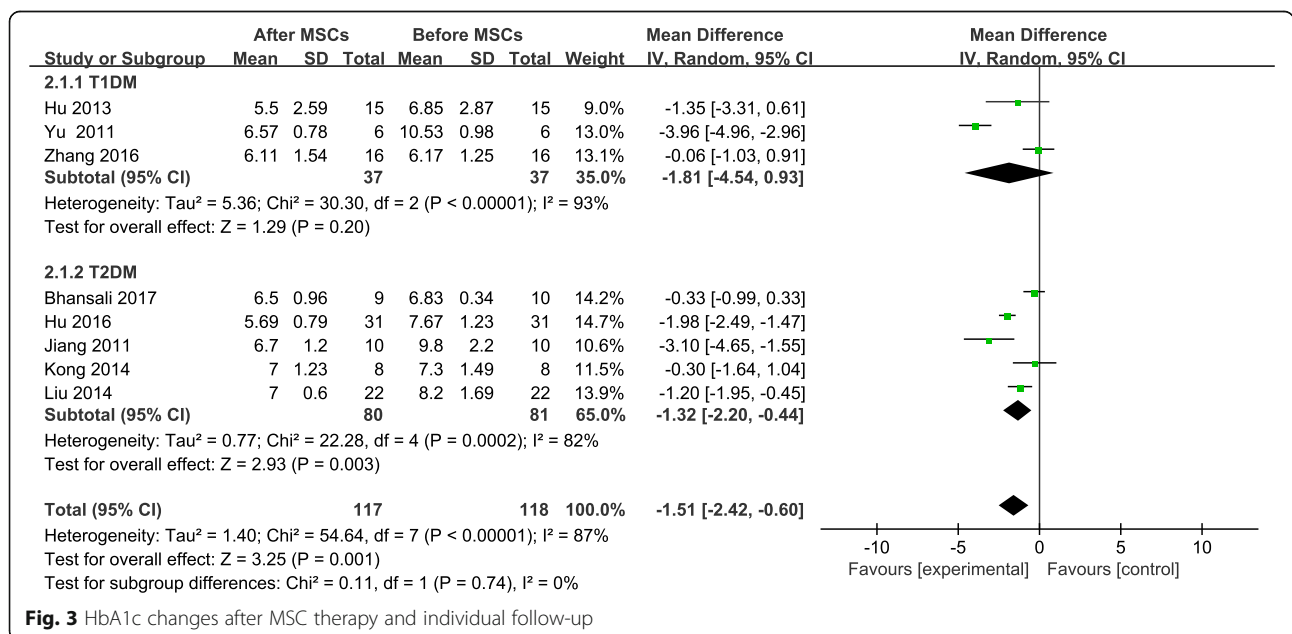 After MSCs Before MSCs Mean Difference Mean Difference
Study or Subgroup Mean SD Total Mean SD Total Weight IV, Random, 95% CI IV, Random, 95% CI
2.1.1 T1DM
Hu 2013 5.5 2.59 15 6.85 2.87 15 9.0% -1.35 [-3.31, 0.61]
Yu 2011 6.57 0.78 6 10.53 0.98 6 13.0% -3.96 [-4.96, -2.96]
Zhang 2016 6.11 1.54 16 6.17 1.25 16 13.1% -0.06 [-1.03, 0.91]
Subtotal (95% CI) 37 37 35.0% -1.81 [-4.54, 0.93]
Heterogeneity: Tau² = 5.36; Chi² = 30.30, df = 2 (P < 0.00001); I² = 93%
Test for overall effect: Z = 1.29 (P = 0.20)
2.1.2 T2DM
Bhansali 2017 6.5 0.96 9 6.83 0.34 10 14.2% -0.33 [-0.99, 0.33]
Hu 2016 5.69 0.79 31 7.67 1.23 31 14.7% -1.98 [-2.49, -1.47]
Jiang 2011 6.7 1.2 10 9.8 2.2 10 10.6% -3.10 [-4.65, -1.55]
Kong 2014 7 1.23 8 7.3 1.49 8 11.5% -0.30 [-1.64, 1.04]
Liu 2014 7 0.6 22 8.2 1.69 22 13.9% -1.20 [-1.95, -0.45]
Subtotal (95% CI) 80 81 65.0% -1.32 [-2.20, -0.44]
Heterogeneity: Tau² = 0.77; Chi² = 22.28, df = 4 (P = 0.0002); I² = 82%
Test for overall effect: Z = 2.93 (P = 0.003)
Total (95% CI) 117 118 100.0% -1.51 [-2.42, -0.60]
Heterogeneity: Tau² = 1.40; Chi² = 54.64, df = 7 (P < 0.00001); I² = 87%
Test for overall effect: Z = 3.25 (P = 0.001)
Test for subgroup differences: Chi² = 0.11, df = 1 (P = 0.74), I² = 0%
-10 -5 0 5 10
Favours [experimental] Favours [control]
Fig. 3 HbA1c changes after MSC therapy and individual follow-up